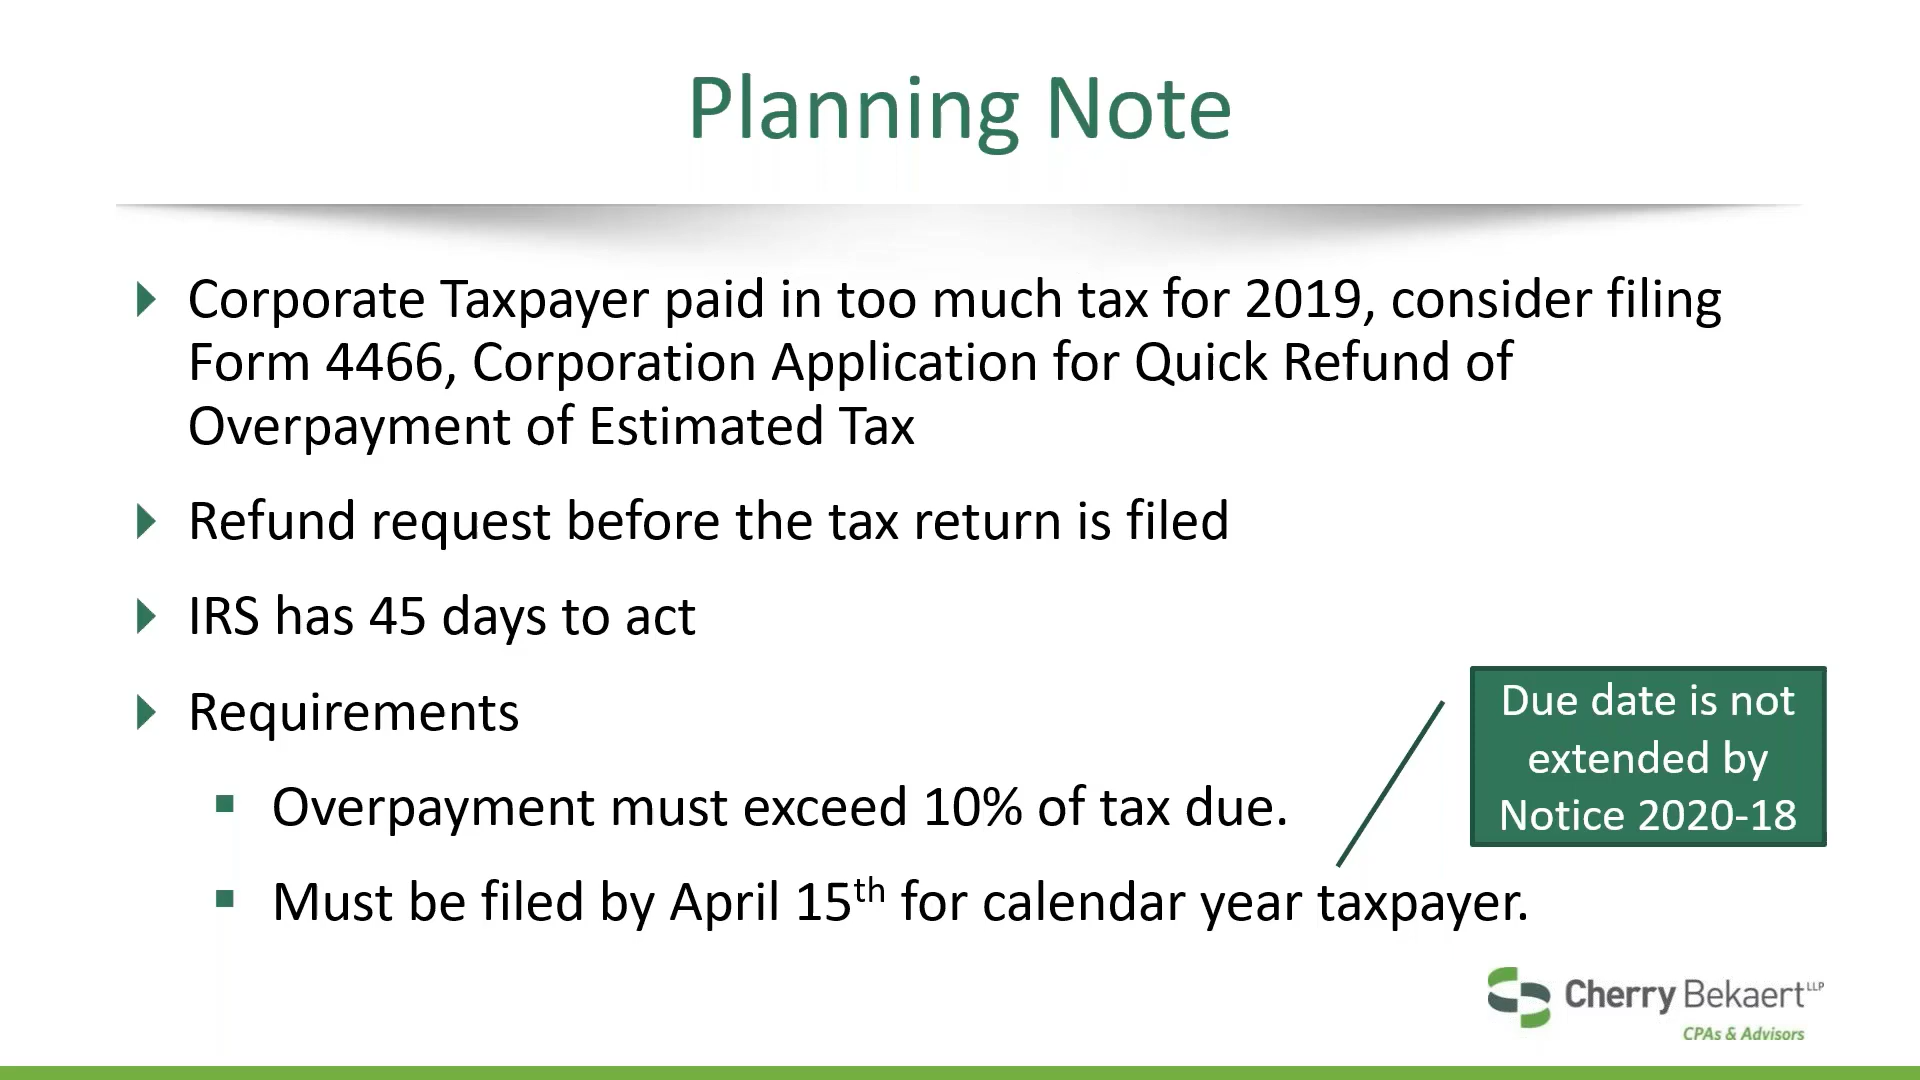 Planning Note
Corporate Taxpayer paid in too much tax for 2019, consider filing
Form 4466, Corporation Application for Quick Refund of
Overpayment of Estimated Tax
Refund request before the tax return is filed
IRS has 45 days to act
Requirements
Overpayment must exceed 10% of tax due.
Must be filed by April 15th for calendar year taxpayer.
Due date is not
extended by
Notice 2020-18
Cherry Bekaert LLP
CPAs & Advisors